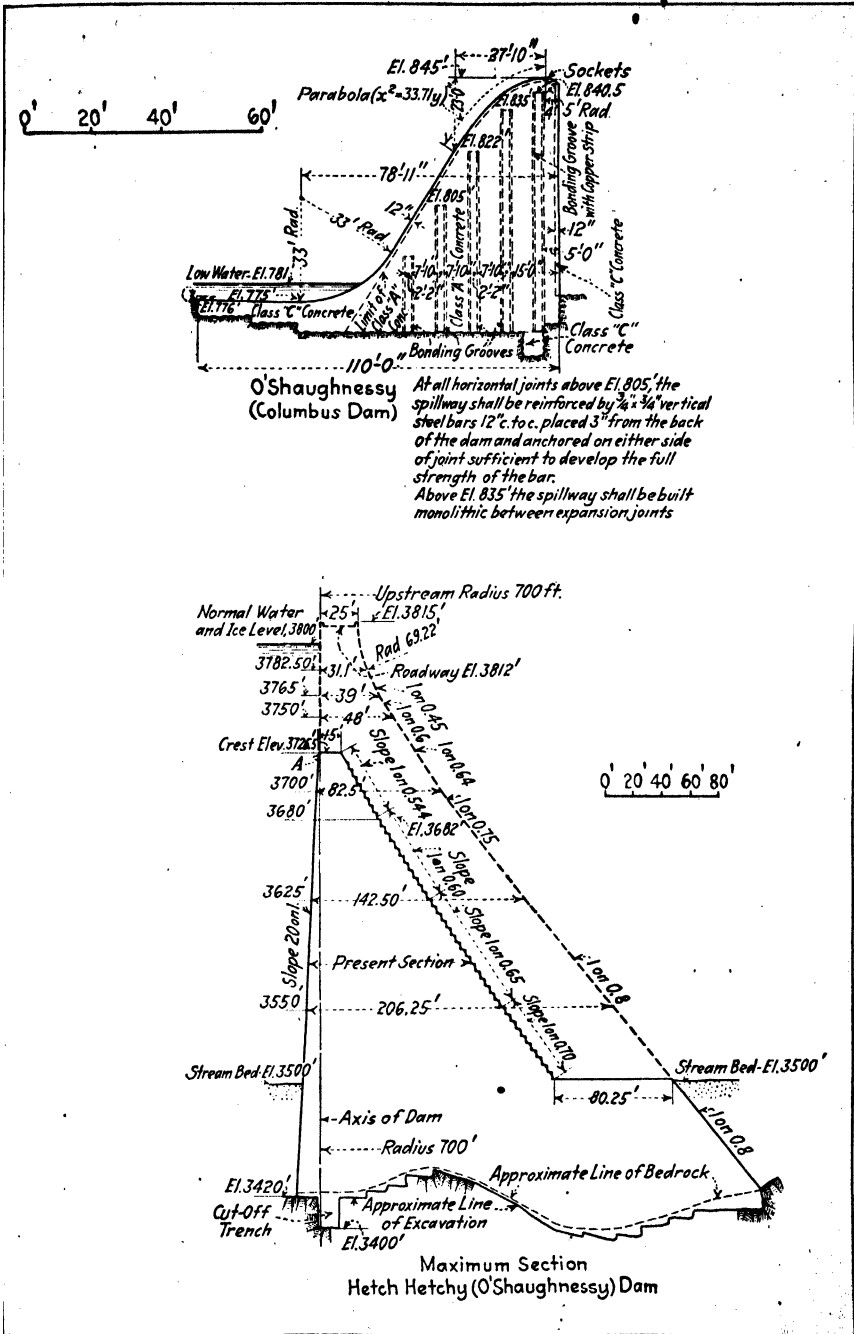 0' 20' 40' 60'
El. 845'
27'-10"
Sockets
El. 840.5
Parabola (x²=33.71y)
23'-0"
El. 835'
4'
5' Rad.
El. 822'
Bonding Groove
with Copper Strip
78'-11"
El. 805
12"
33' Rad.
33' Rad
Class "A" Concrete
12"
5'-0"
Class "C" Concrete
Low Water-El. 781
El. 775'
El. 776'
Class "C" Concrete
Limit of
Class "A"
Conc.
7'-10" 7'-10" 7'-10" 15'-0"
2'-2" 2'-2"
Bonding Grooves
Class "C"
Concrete
110'-0"
O'Shaughnessy
(Columbus Dam)
At all horizontal joints above El. 805,' the
spillway shall be reinforced by ¾" x ¾" vertical
steel bars 12" c. to c. placed 3" from the back
of the dam and anchored on either side
of joint sufficient to develop the full
strength of the bar.
Above El. 835' the spillway shall be built
monolithic between expansion joints
Upstream Radius 700 ft.
Normal Water
and Ice Level, 3800
25'
El. 3815'
Rad 69.22'
3782.50'
31.1'
Roadway El. 3812'
3765'
39'
1 on 0.45
3750'
48'
1 on 0.6
1 on 0.64
Crest Elev. 3726.5'
15'
A
3700'
82.5'
Slope 1 on 0.544
1 on 0.75
0' 20' 40' 60' 80'
3680'
El. 3682'
Slope
1 on 0.60
3625'
142.50'
Slope 20 on 1.
Slope 1 on 0.65
Present Section
1 on 0.8
3550'
206.25'
Slope 1 on 0.70
Stream Bed-El. 3500'
Stream Bed-El. 3500'
80.25'
Axis of Dam
1 on 0.8
Radius 700'
El. 3420'
Approximate Line of Bedrock
Cut-Off
Trench
Approximate Line
of Excavation
El. 3400'
Maximum Section
Hetch Hetchy (O'Shaughnessy) Dam